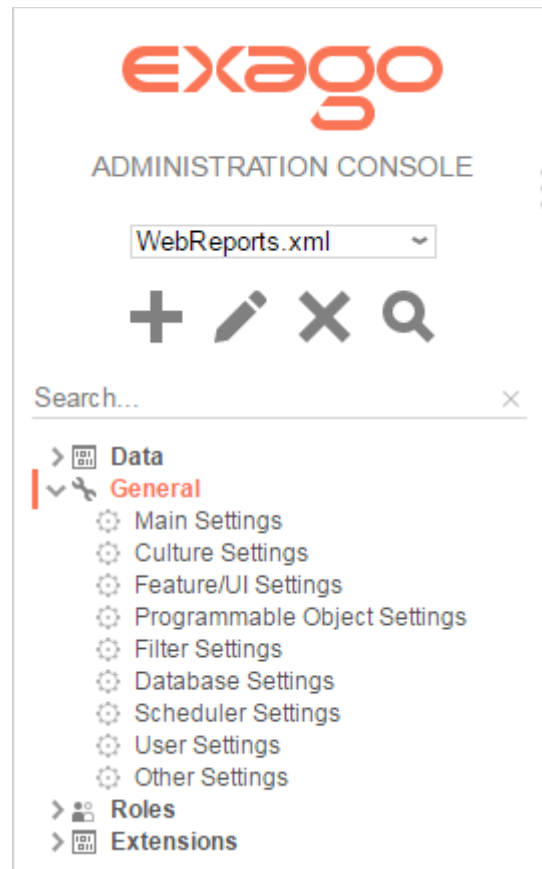 exago
ADMINISTRATION CONSOLE
WebReports.xml
Search...
Data
General
Main Settings
Culture Settings
Feature/UI Settings
Programmable Object Settings
Filter Settings
Database Settings
Scheduler Settings
User Settings
Other Settings
Roles
Extensions